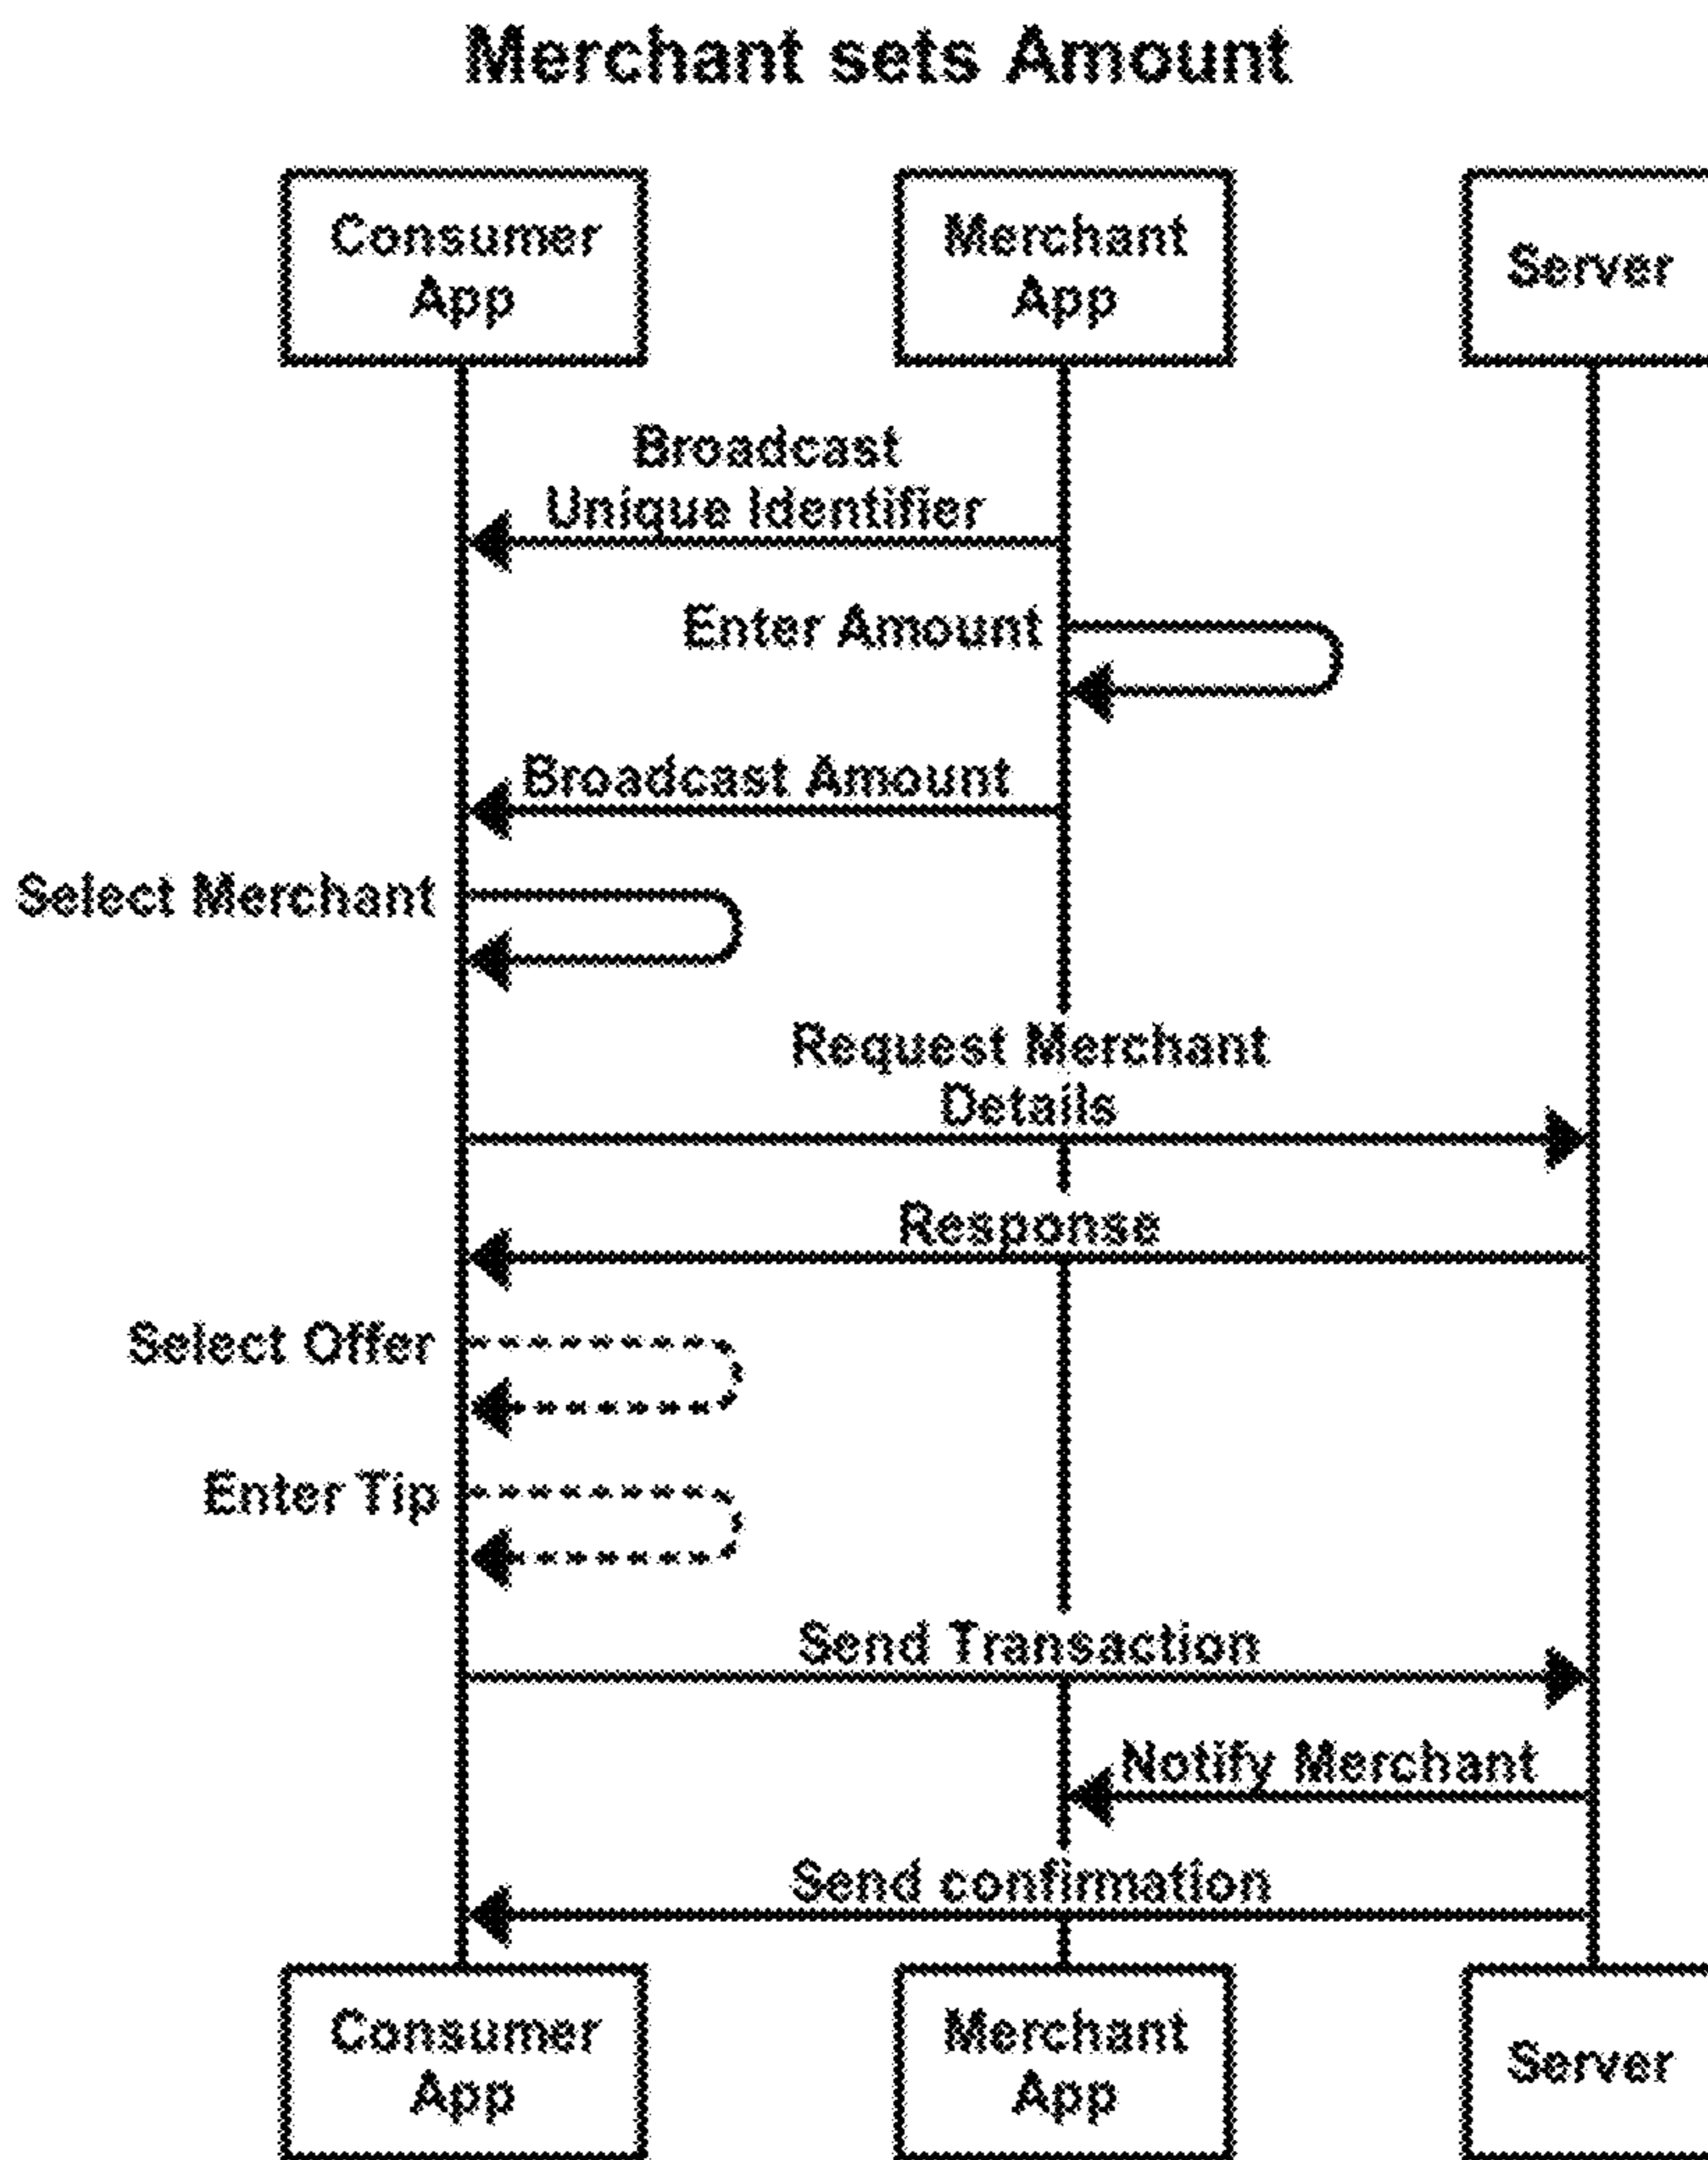 Merchant sets Amount
Consumer
App
Merchant
App
Server
Broadcast
Unique Identifier
Enter Amount
Broadcast Amount
Select Merchant
Request Merchant
Details
Response
Select Offer
Enter Tip
Send Transaction
Notify Merchant
Send confirmation
Consumer
App
Merchant
App
Server